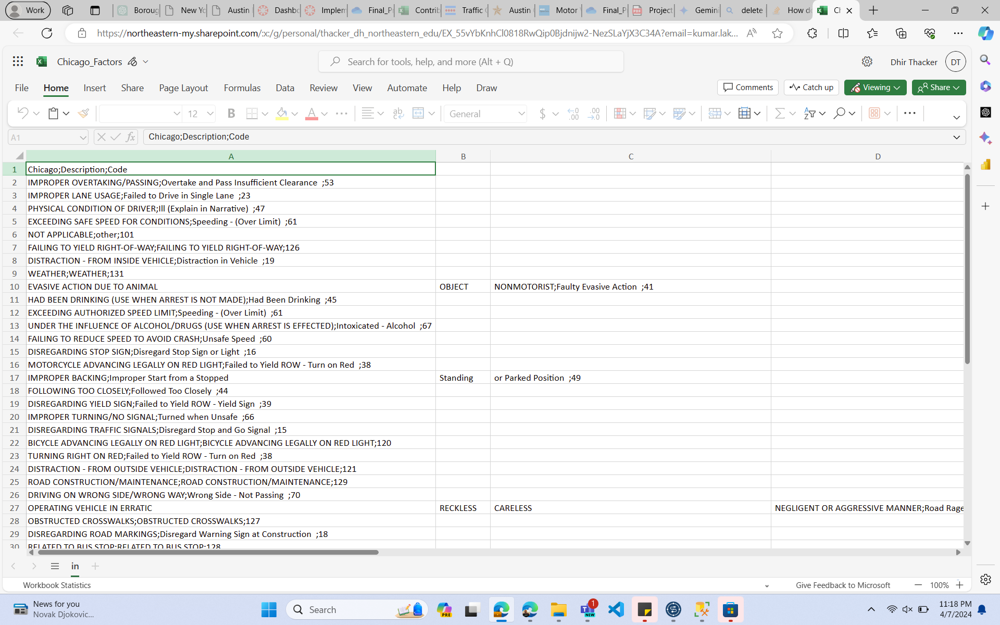 Work
Boroug
New Yo
Austin
Dashbo
Implem
Final_P
Contrib
Traffic
Austin
Motor
Final_P
Project
Gemini
delete
How do
https://northeastern-my.sharepoint.com/:x:/g/personal/thacker_dh_northeastern_edu/EX_55vYbKnhCl0818RwQip0Bjdnijw2-NezSLaYjX3C34A?email=kumar.lak...
Chicago_Factors
Search for tools, help, and more (Alt + Q)
Dhir Thacker
DT
File
Home
Insert
Share
Page Layout
Formulas
Data
Review
View
Automate
Help
Draw
Comments
Catch up
Viewing
Share
12
B
A
ab
General
$
.00
A1
fx
Chicago;Description;Code
A B C D
1 Chicago;Description;Code
2 IMPROPER OVERTAKING/PASSING;Overtake and Pass Insufficient Clearance ;53
3 IMPROPER LANE USAGE;Failed to Drive in Single Lane ;23
4 PHYSICAL CONDITION OF DRIVER;Ill (Explain in Narrative) ;47
5 EXCEEDING SAFE SPEED FOR CONDITIONS;Speeding - (Over Limit) ;61
6 NOT APPLICABLE;other;101
7 FAILING TO YIELD RIGHT-OF-WAY;FAILING TO YIELD RIGHT-OF-WAY;126
8 DISTRACTION - FROM INSIDE VEHICLE;Distraction in Vehicle ;19
9 WEATHER;WEATHER;131
10 EVASIVE ACTION DUE TO ANIMAL OBJECT NONMOTORIST;Faulty Evasive Action ;41
11 HAD BEEN DRINKING (USE WHEN ARREST IS NOT MADE);Had Been Drinking ;45
12 EXCEEDING AUTHORIZED SPEED LIMIT;Speeding - (Over Limit) ;61
13 UNDER THE INFLUENCE OF ALCOHOL/DRUGS (USE WHEN ARREST IS EFFECTED);Intoxicated - Alcohol ;67
14 FAILING TO REDUCE SPEED TO AVOID CRASH;Unsafe Speed ;60
15 DISREGARDING STOP SIGN;Disregard Stop Sign or Light ;16
16 MOTORCYCLE ADVANCING LEGALLY ON RED LIGHT;Failed to Yield ROW - Turn on Red ;38
17 IMPROPER BACKING;Improper Start from a Stopped Standing or Parked Position ;49
18 FOLLOWING TOO CLOSELY;Followed Too Closely ;44
19 DISREGARDING YIELD SIGN;Failed to Yield ROW - Yield Sign ;39
20 IMPROPER TURNING/NO SIGNAL;Turned when Unsafe ;66
21 DISREGARDING TRAFFIC SIGNALS;Disregard Stop and Go Signal ;15
22 BICYCLE ADVANCING LEGALLY ON RED LIGHT;BICYCLE ADVANCING LEGALLY ON RED LIGHT;120
23 TURNING RIGHT ON RED;Failed to Yield ROW - Turn on Red ;38
24 DISTRACTION - FROM OUTSIDE VEHICLE;DISTRACTION - FROM OUTSIDE VEHICLE;121
25 ROAD CONSTRUCTION/MAINTENANCE;ROAD CONSTRUCTION/MAINTENANCE;129
26 DRIVING ON WRONG SIDE/WRONG WAY;Wrong Side - Not Passing ;70
27 OPERATING VEHICLE IN ERRATIC RECKLESS CARELESS NEGLIGENT OR AGGRESSIVE MANNER;Road Rage
28 OBSTRUCTED CROSSWALKS;OBSTRUCTED CROSSWALKS;127
29 DISREGARDING ROAD MARKINGS;Disregard Warning Sign at Construction ;18
30 RELATED TO BUS STOP;RELATED TO BUS STOP;128
in
Workbook Statistics
Give Feedback to Microsoft
100%
News for you
Novak Djokovic...
Search
PRE
1
NEW
11:18 PM
4/7/2024